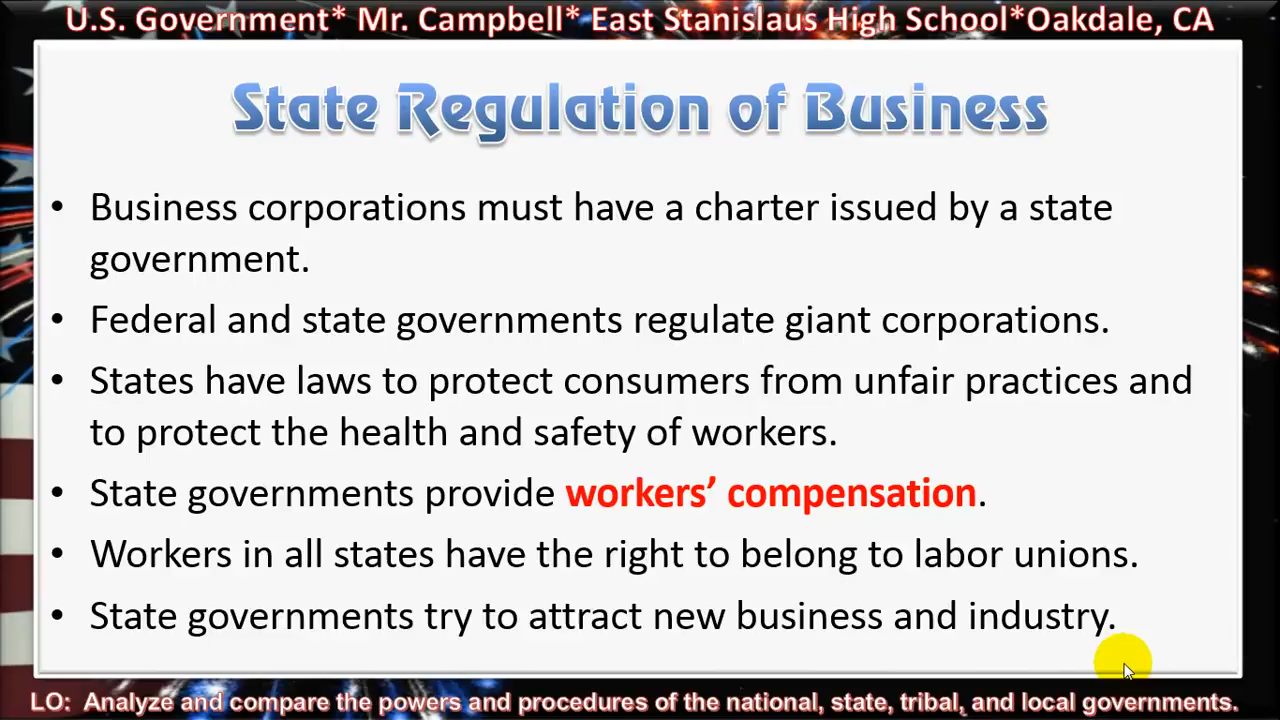 U.S. Government* Mr. Campbell* East Stanislaus High School*Oakdale, CA
State Regulation of Business
• Business corporations must have a charter issued by a state
government.
• Federal and state governments regulate giant corporations.
• States have laws to protect consumers from unfair practices and
to protect the health and safety of workers.
• State governments provide workers’ compensation.
• Workers in all states have the right to belong to labor unions.
• State governments try to attract new business and industry.
LO: Analyze and compare the powers and procedures of the national, state, tribal, and local governments.